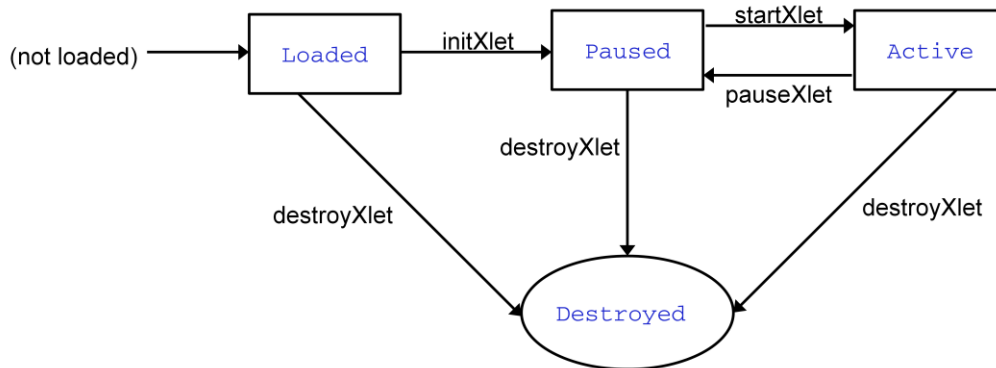 startXlet
(not loaded)
Loaded
initXlet
Paused
Active
pauseXlet
destroyXlet
destroyXlet
destroyXlet
Destroyed